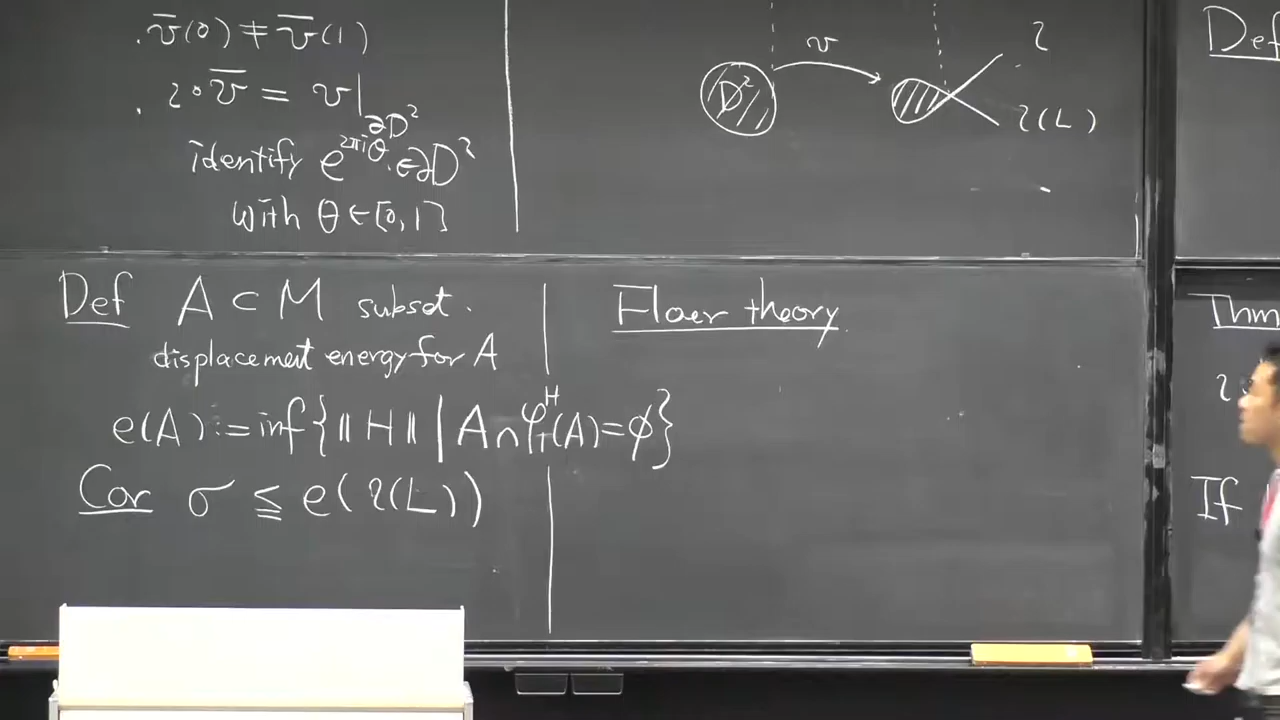 · v̅(0) ≠ v̅(1)
· ι∘v̅ = v|_{∂D²}
identify e^{2πiθ} ∈ ∂D²
with θ ∈ [0,1]
D²
v
ι
ι(L)
Def A ⊂ M subset.
displacement energy for A
e(A) := inf{‖H‖ | A ∩ φ₁ᴴ(A) = ∅}
Cor σ ≦ e(ι(L))
Floer theory
Def
Thm
If